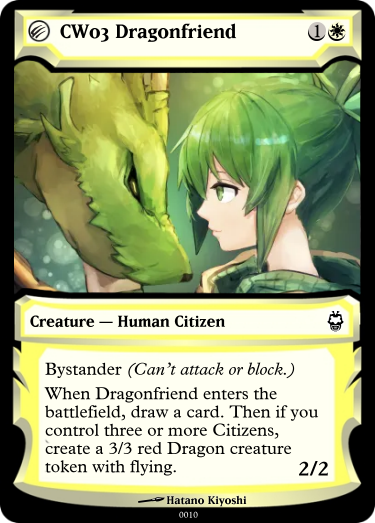 CW03 Dragonfriend 1
Creature — Human Citizen
Bystander (Can't attack or block.)
When Dragonfriend enters the
battlefield, draw a card. Then if you
control three or more Citizens,
create a 3/3 red Dragon creature
token with flying.
2/2
Hatano Kiyoshi
0010